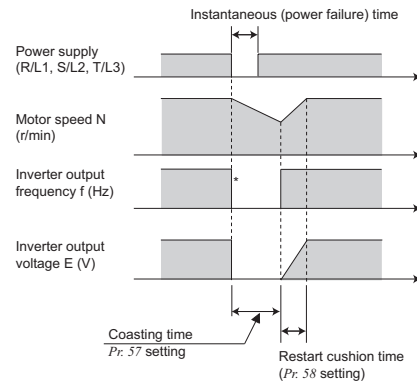 Instantaneous (power failure) time
Power supply
(R/L1, S/L2, T/L3)
Motor speed N
(r/min)
Inverter output
frequency f (Hz)
*
Inverter output
voltage E (V)
Coasting time
Pr. 57 setting
Restart cushion time
(Pr. 58 setting)